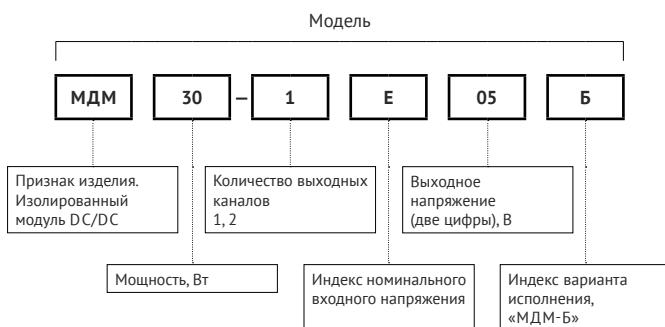 Модель
МДМ 30 – 1 Е 05 Б
Признак изделия.
Изолированный
модуль DC/DC
Количество выходных
каналов
1, 2
Выходное
напряжение
(две цифры), В
Мощность, Вт
Индекс номинального
входного напряжения
Индекс варианта
исполнения,
«МДМ-Б»